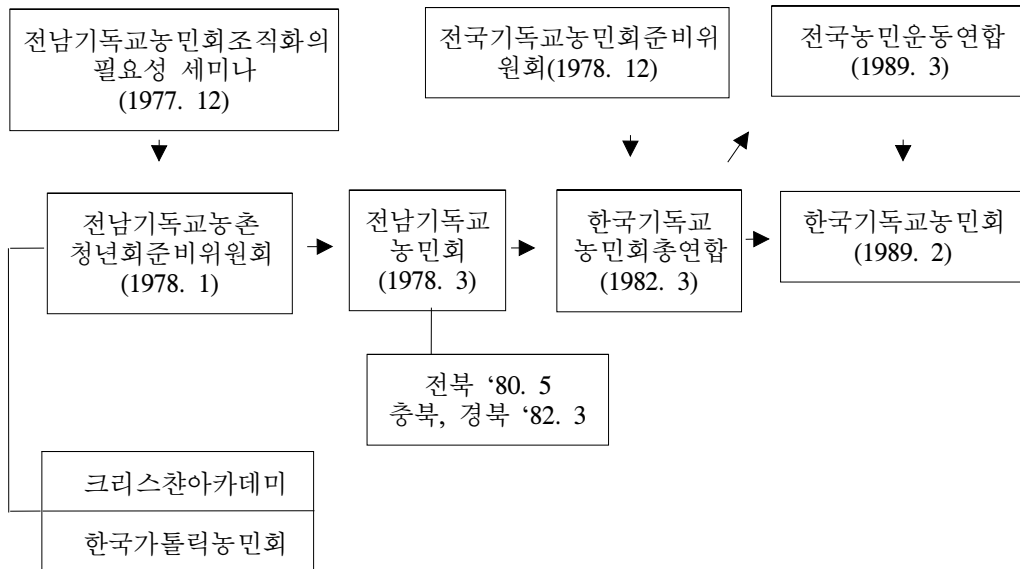 전남기독교농민회조직화의
필요성 세미나
(1977. 12)
전국기독교농민회준비위
원회(1978. 12)
전국농민운동연합
(1989. 3)
전남기독교농촌
청년회준비위원회
(1978. 1)
전남기독교
농민회
(1978. 3)
한국기독교
농민회총연합
(1982. 3)
한국기독교농민회
(1989. 2)
전북 ‘80. 5
충북, 경북 ‘82. 3
크리스챤아카데미
한국가톨릭농민회